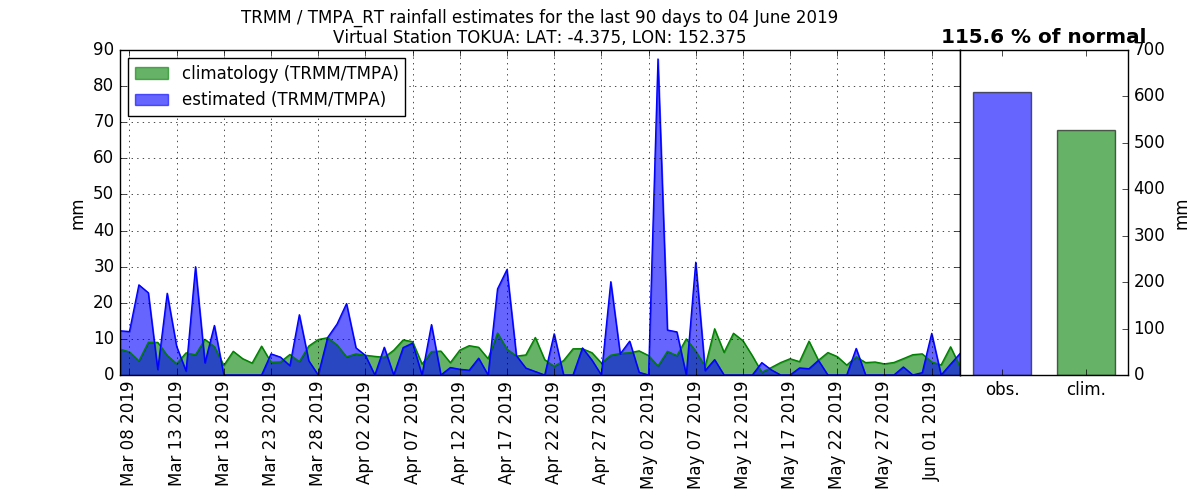 TRMM / TMPA_RT rainfall estimates for the last 90 days to 04 June 2019
Virtual Station TOKUA: LAT: -4.375, LON: 152.375
115.6 % of normal
climatology (TRMM/TMPA)
estimated (TRMM/TMPA)
90
80
70
60
50
40
30
20
10
0
mm
Mar 08 2019
Mar 13 2019
Mar 18 2019
Mar 23 2019
Mar 28 2019
Apr 02 2019
Apr 07 2019
Apr 12 2019
Apr 17 2019
Apr 22 2019
Apr 27 2019
May 02 2019
May 07 2019
May 12 2019
May 17 2019
May 22 2019
May 27 2019
Jun 01 2019
obs.
clim.
700
600
500
400
300
200
100
0
mm